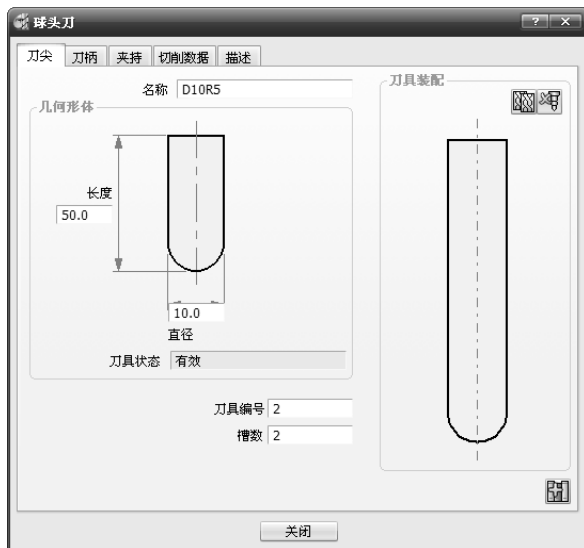 球头刀
刀尖 刀柄 夹持 切削数据 描述
名称 D10R5
几何形体
长度
50.0
10.0
直径
刀具状态 有效
刀具编号 2
槽数 2
刀具装配
关闭